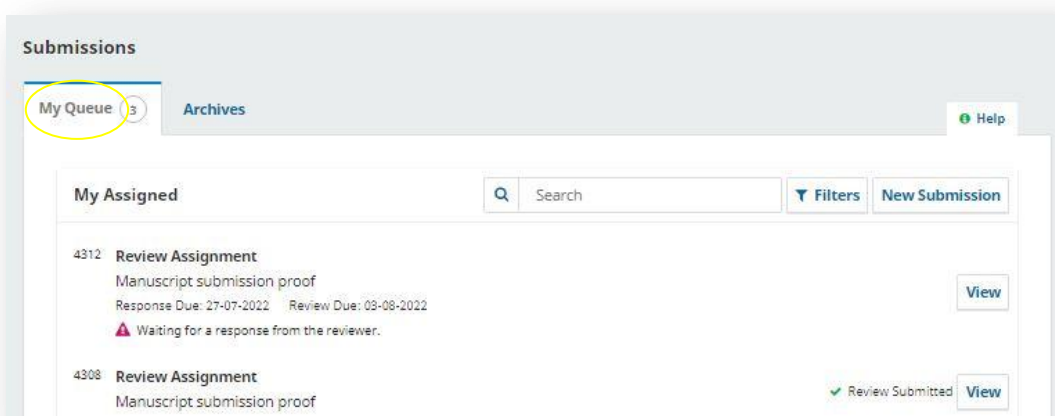 Submissions
My Queue 3 Archives
Help
My Assigned Search Filters New Submission
4312 Review Assignment
Manuscript submission proof
Response Due: 27-07-2022 Review Due: 03-08-2022
View
Waiting for a response from the reviewer.
4308 Review Assignment
Manuscript submission proof
Review Submitted View